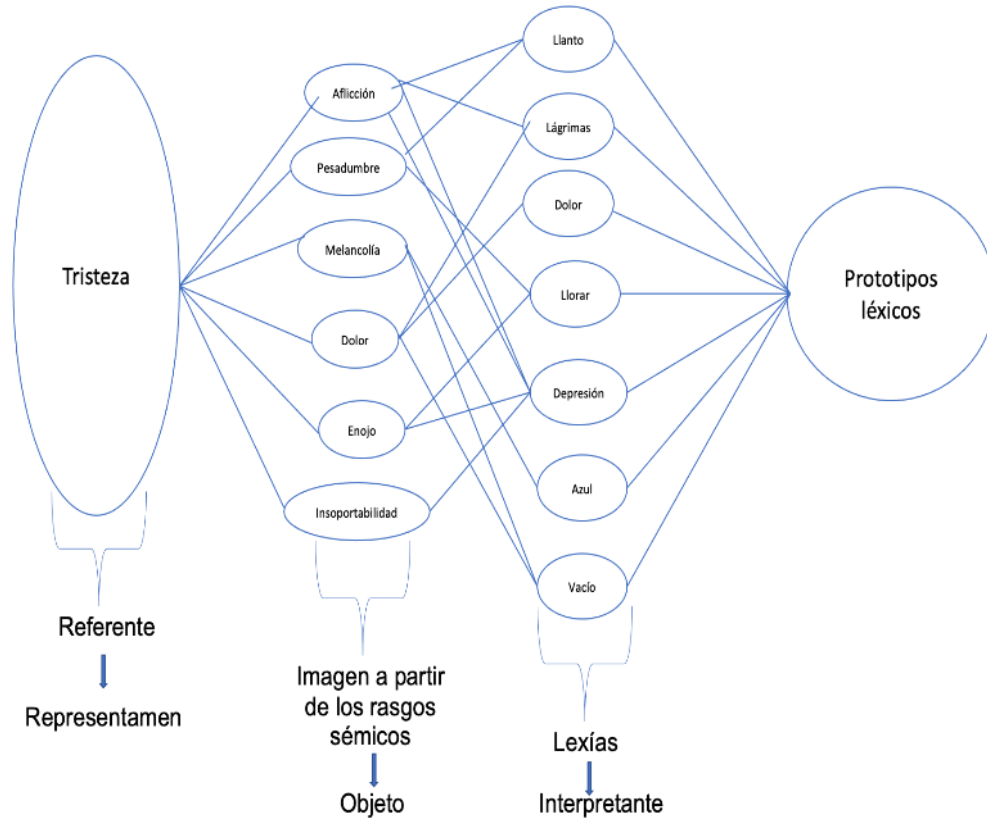 Tristeza
Aflicción
Pesadumbre
Melancolía
Dolor
Enojo
Insoportabilidad
Llanto
Lágrimas
Dolor
Llorar
Depresión
Azul
Vacío
Prototipos
léxicos
Referente
Representamen
Imagen a partir
de los rasgos
sémicos
Objeto
Lexías
Interpretante